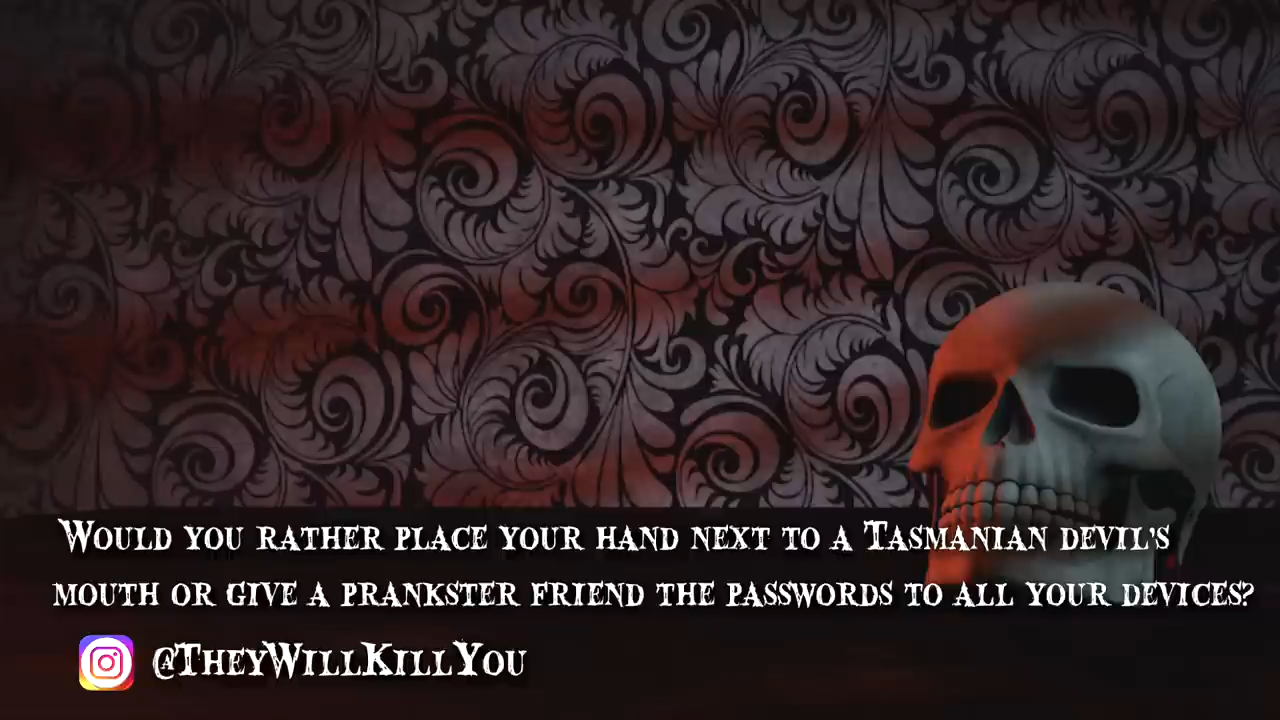 Would you rather place your hand next to a Tasmanian devil's
mouth or give a prankster friend the passwords to all your devices?
@TheyWillKillYou